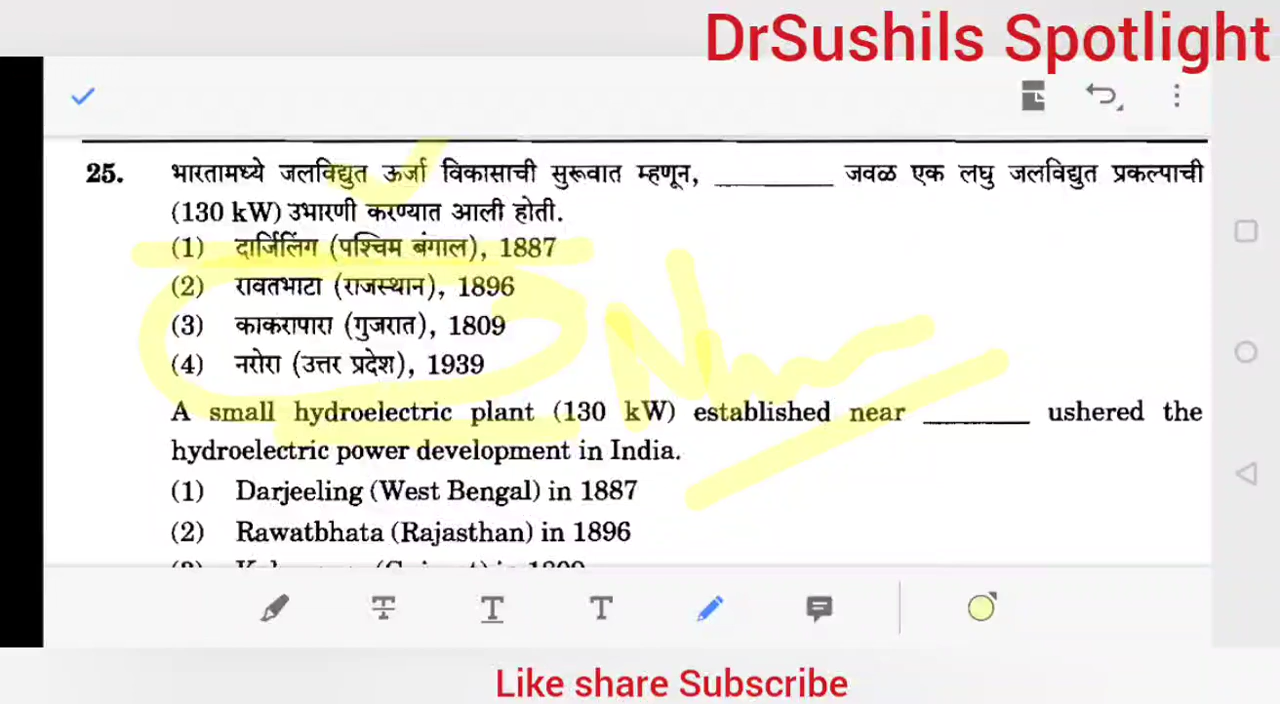 DrSushils Spotlight
25. भारतामध्ये जलविद्युत ऊर्जा विकासाची सुरूवात म्हणून, ________ जवळ एक लघु जलविद्युत प्रकल्पाची
(130 kW) उभारणी करण्यात आली होती.
(1) दार्जिलिंग (पश्चिम बंगाल), 1887
(2) रावतभाटा (राजस्थान), 1896
(3) काकरापारा (गुजरात), 1809
(4) नरोरा (उत्तर प्रदेश), 1939
A small hydroelectric plant (130 kW) established near ________ ushered the
hydroelectric power development in India.
(1) Darjeeling (West Bengal) in 1887
(2) Rawatbhata (Rajasthan) in 1896
Like share Subscribe